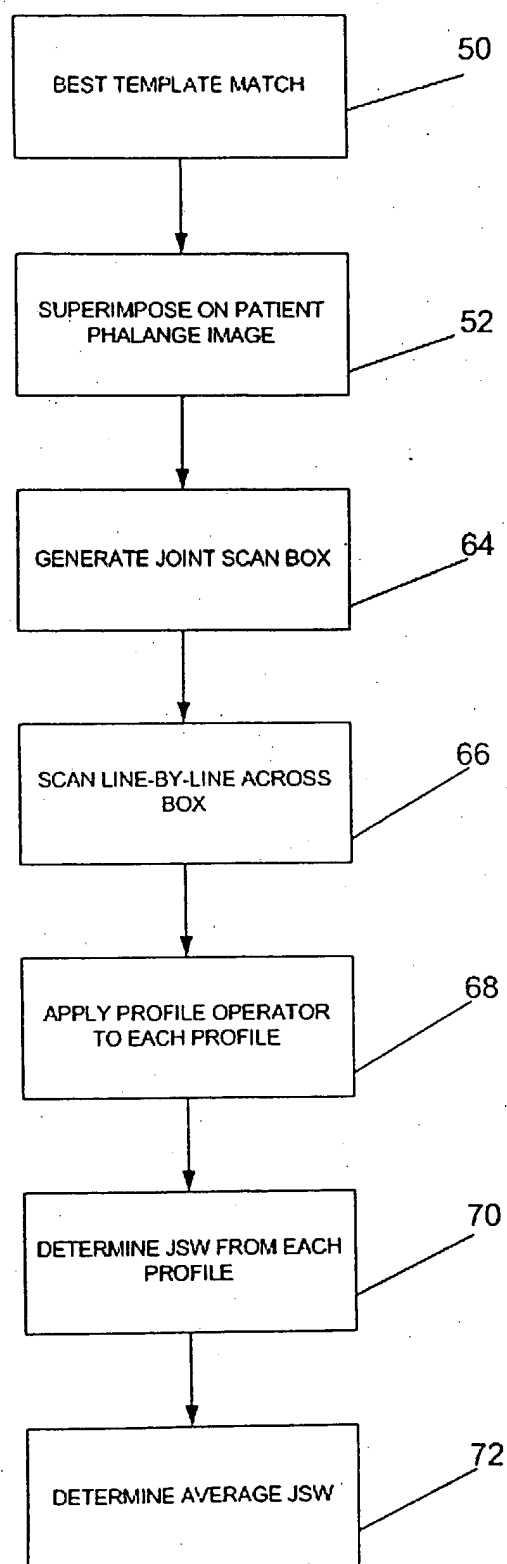 BEST TEMPLATE MATCH
50
SUPERIMPOSE ON PATIENT
PHALANGE IMAGE
52
GENERATE JOINT SCAN BOX
64
SCAN LINE-BY-LINE ACROSS
BOX
66
APPLY PROFILE OPERATOR
TO EACH PROFILE
68
DETERMINE JSW FROM EACH
PROFILE
70
DETERMINE AVERAGE JSW
72